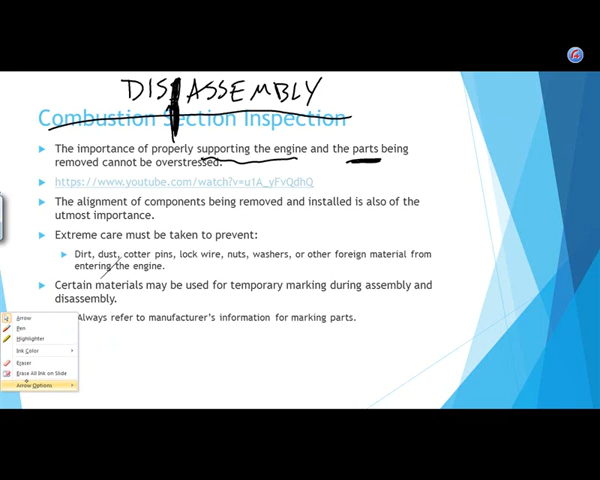 DISASSEMBLY
Combustion Section Inspection
The importance of properly supporting the engine and the parts being
removed cannot be overstressed.
https://www.youtube.com/watch?v=u1A_yFvQdhQ
The alignment of components being removed and installed is also of the
utmost importance.
Extreme care must be taken to prevent:
Dirt, dust, cotter pins, lock wire, nuts, washers, or other foreign material from
entering the engine.
Certain materials may be used for temporary marking during assembly and
disassembly.
Always refer to manufacturer's information for marking parts.
Arrow
Pen
Highlighter
Ink Color
Eraser
Erase All Ink on Slide
Arrow Options